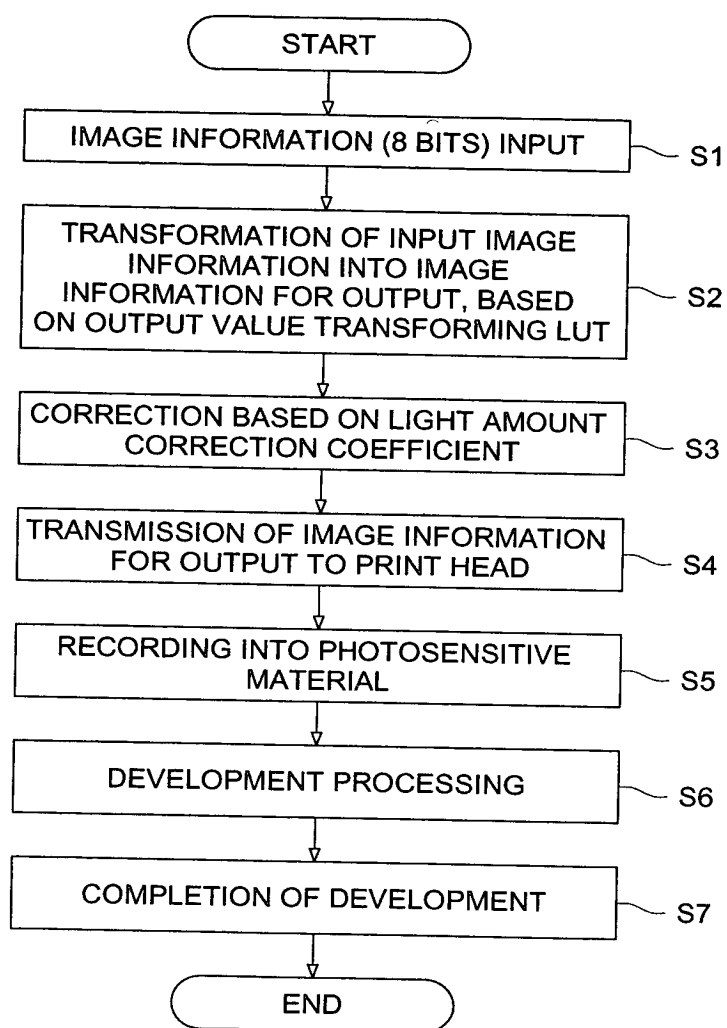 START
IMAGE INFORMATION (8 BITS) INPUT
S1
TRANSFORMATION OF INPUT IMAGE
INFORMATION INTO IMAGE
INFORMATION FOR OUTPUT, BASED
ON OUTPUT VALUE TRANSFORMING LUT
S2
CORRECTION BASED ON LIGHT AMOUNT
CORRECTION COEFFICIENT
S3
TRANSMISSION OF IMAGE INFORMATION
FOR OUTPUT TO PRINT HEAD
S4
RECORDING INTO PHOTOSENSITIVE
MATERIAL
S5
DEVELOPMENT PROCESSING
S6
COMPLETION OF DEVELOPMENT
S7
END